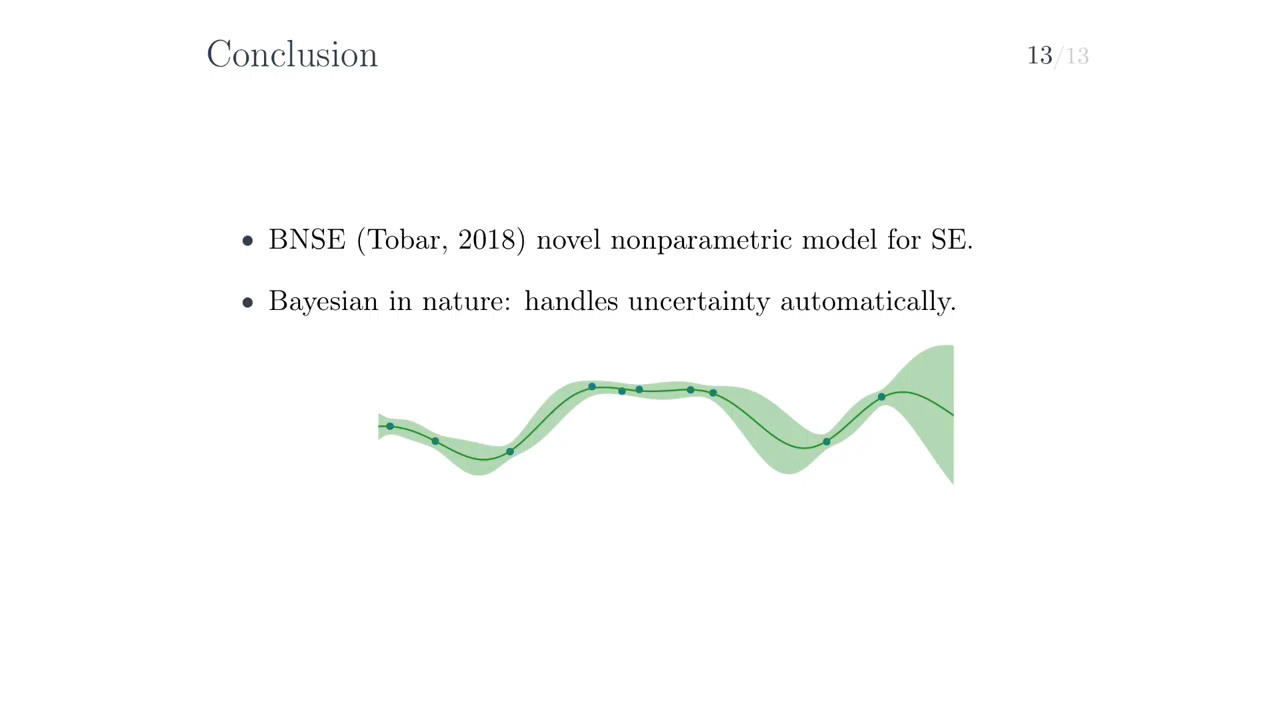 Conclusion
13/13
• BNSE (Tobar, 2018) novel nonparametric model for SE.
• Bayesian in nature: handles uncertainty automatically.